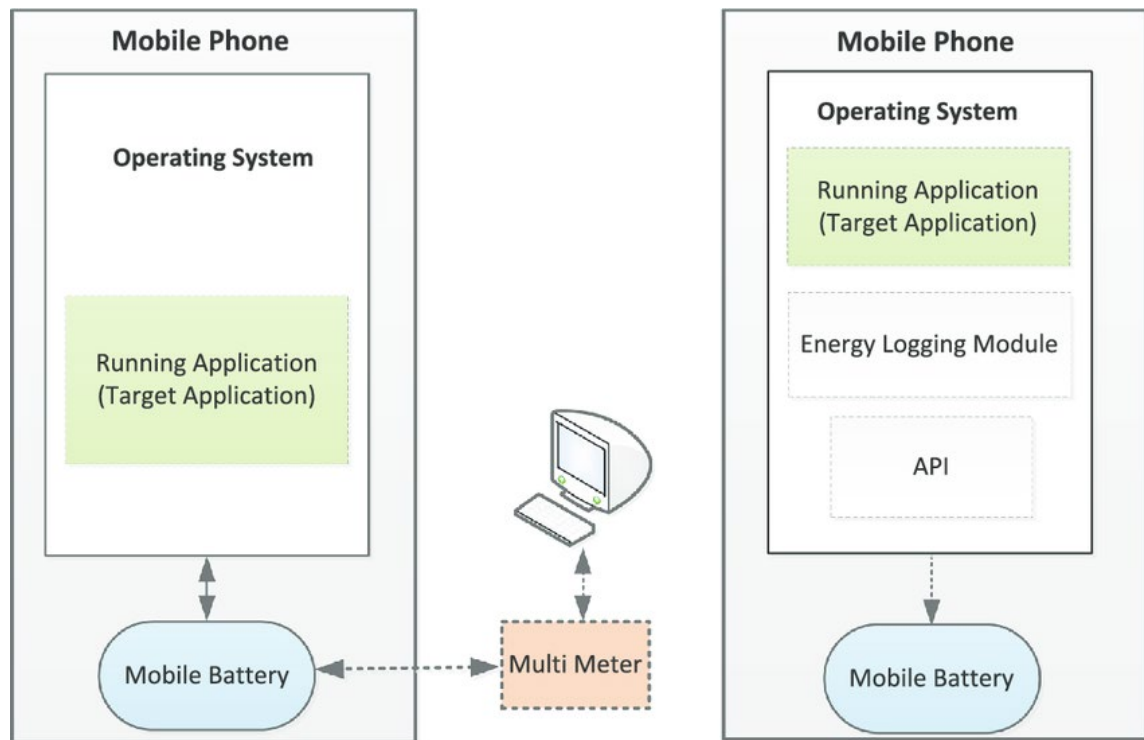 Mobile Phone
Operating System
Running Application
(Target Application)
Mobile Battery
Multi Meter
Mobile Phone
Operating System
Running Application
(Target Application)
Energy Logging Module
API
Mobile Battery